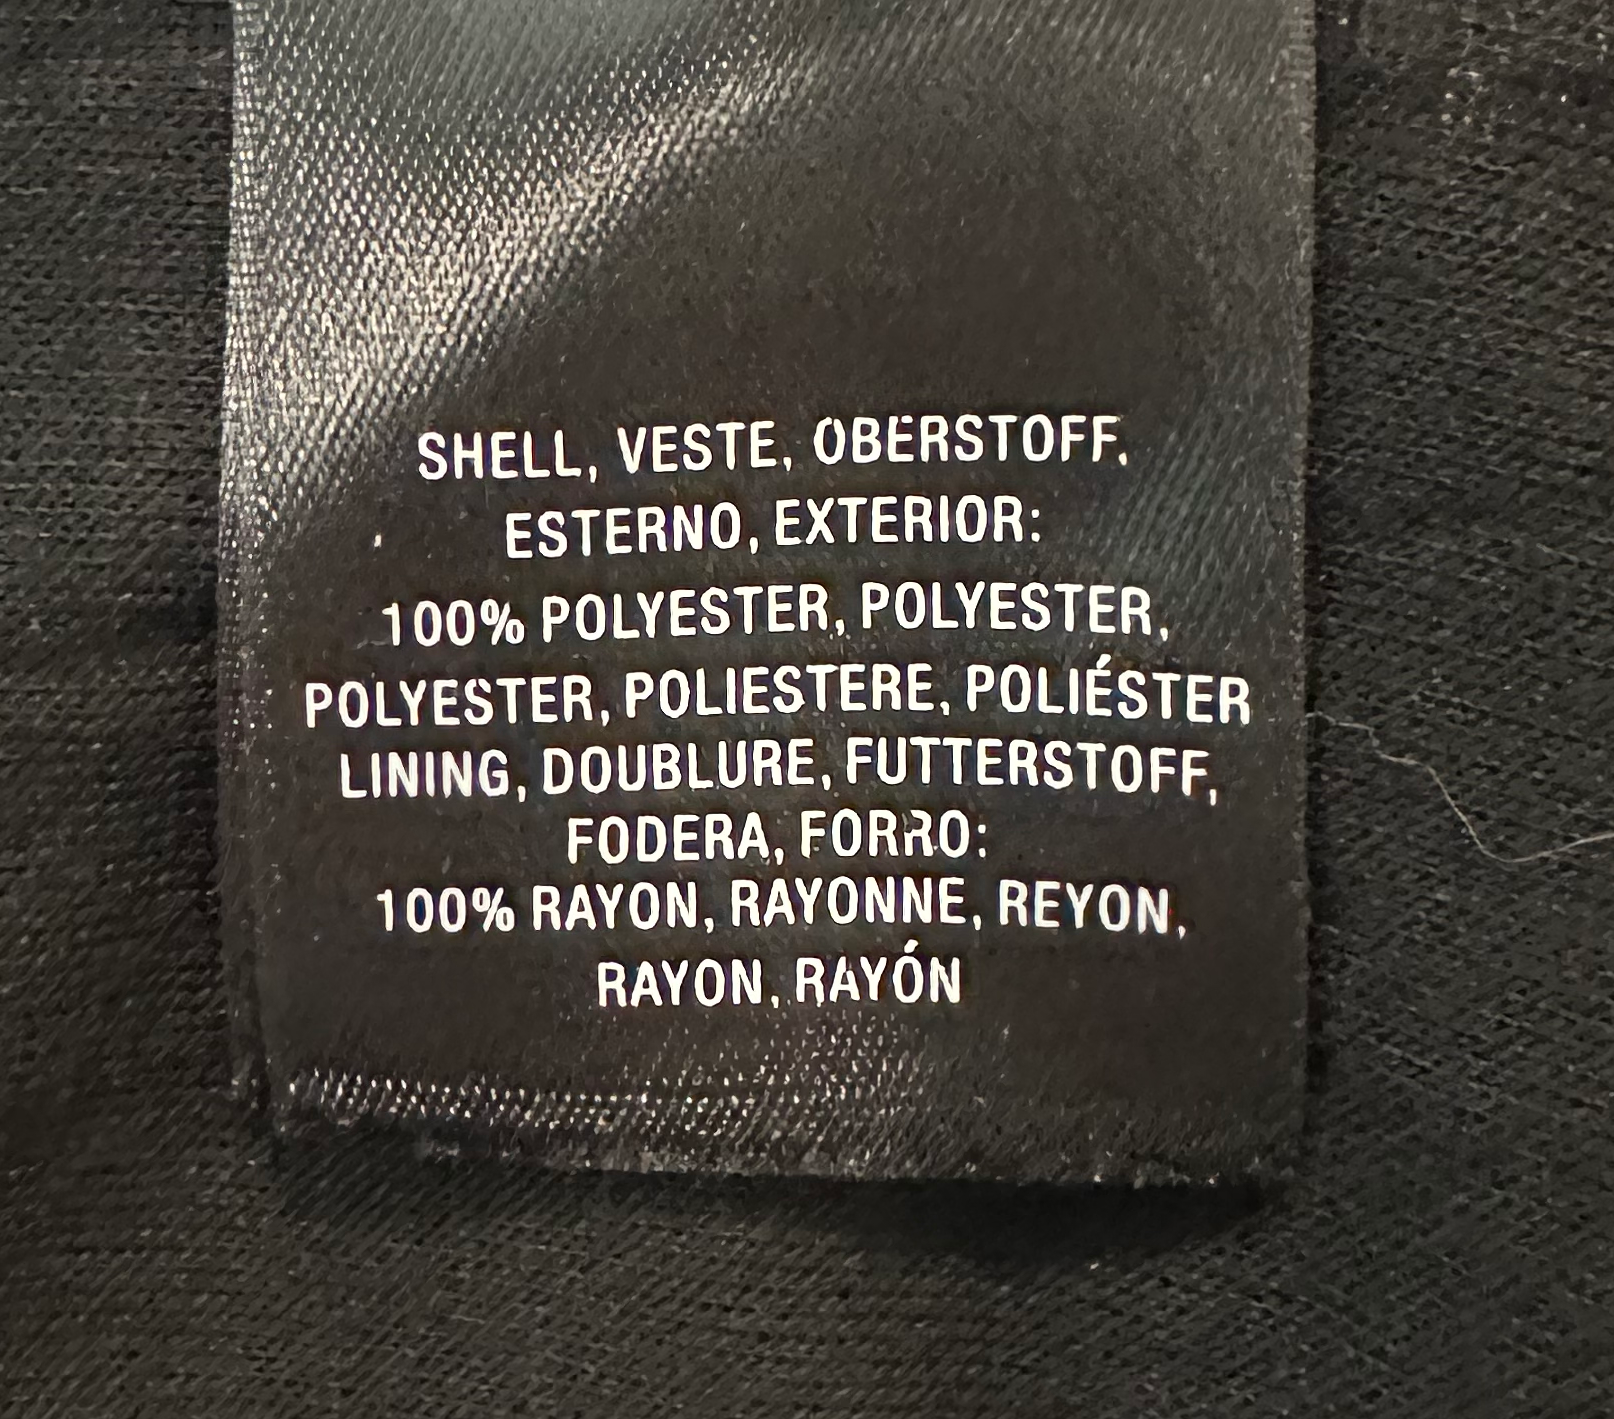 SHELL, VESTE, OBERSTOFF,
ESTERNO, EXTERIOR:
100% POLYESTER, POLYESTER,
POLYESTER, POLIESTERE, POLIÉSTER
LINING, DOUBLURE, FUTTERSTOFF,
FODERA, FORRO:
100% RAYON, RAYONNE, REYON,
RAYON, RAYÓN